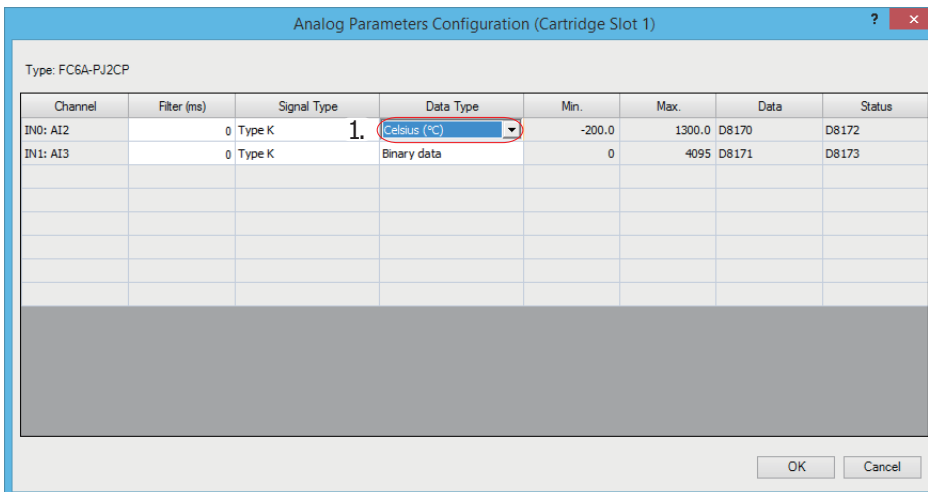 Analog Parameters Configuration (Cartridge Slot 1) ? ×
Type: FC6A-PJ2CP
Channel Filter (ms) Signal Type Data Type Min. Max. Data Status
IN0: AI2 0 Type K 1. Celsius (°C) -200.0 1300.0 D8170 D8172
IN1: AI3 0 Type K Binary data 0 4095 D8171 D8173
OK Cancel